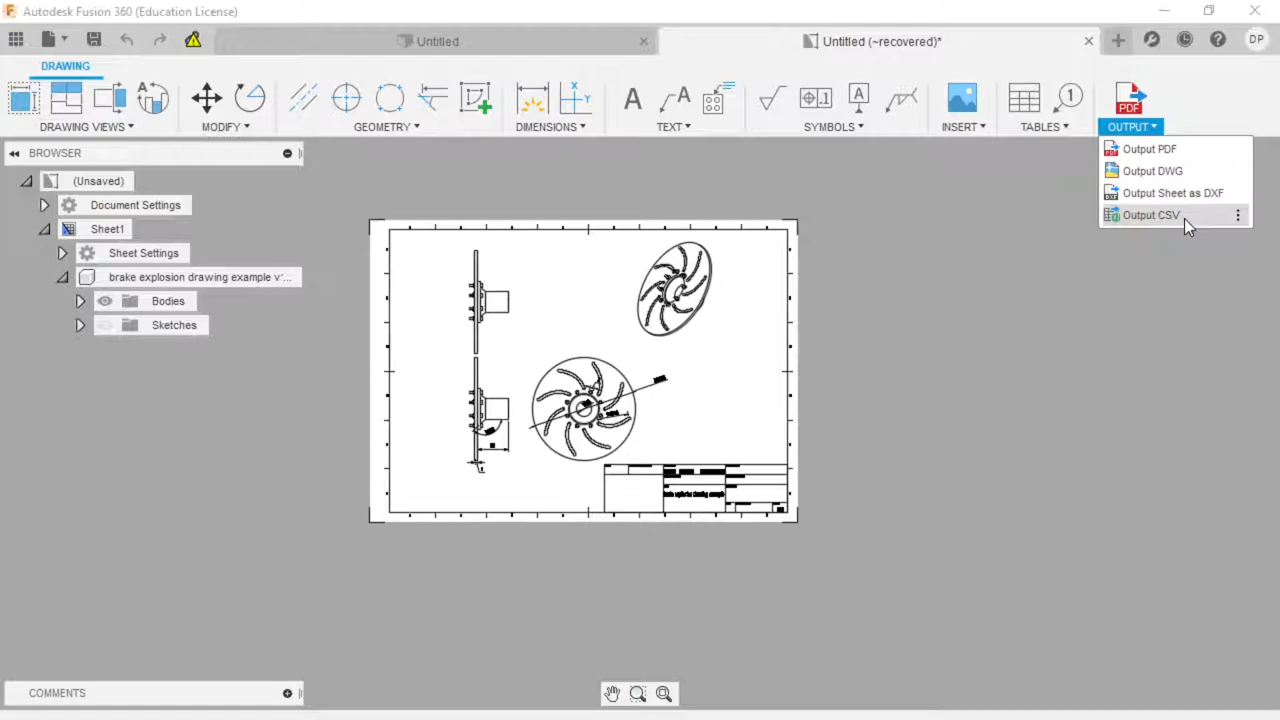 Autodesk Fusion 360 (Education License)
Untitled
Untitled (~recovered)*
DP
DRAWING
DRAWING VIEWS
MODIFY
GEOMETRY
DIMENSIONS
TEXT
SYMBOLS
INSERT
TABLES
OUTPUT
PDF
BROWSER
(Unsaved)
Document Settings
Sheet1
Sheet Settings
brake explosion drawing example v'...
Bodies
Sketches
Output PDF
Output DWG
Output Sheet as DXF
Output CSV
COMMENTS